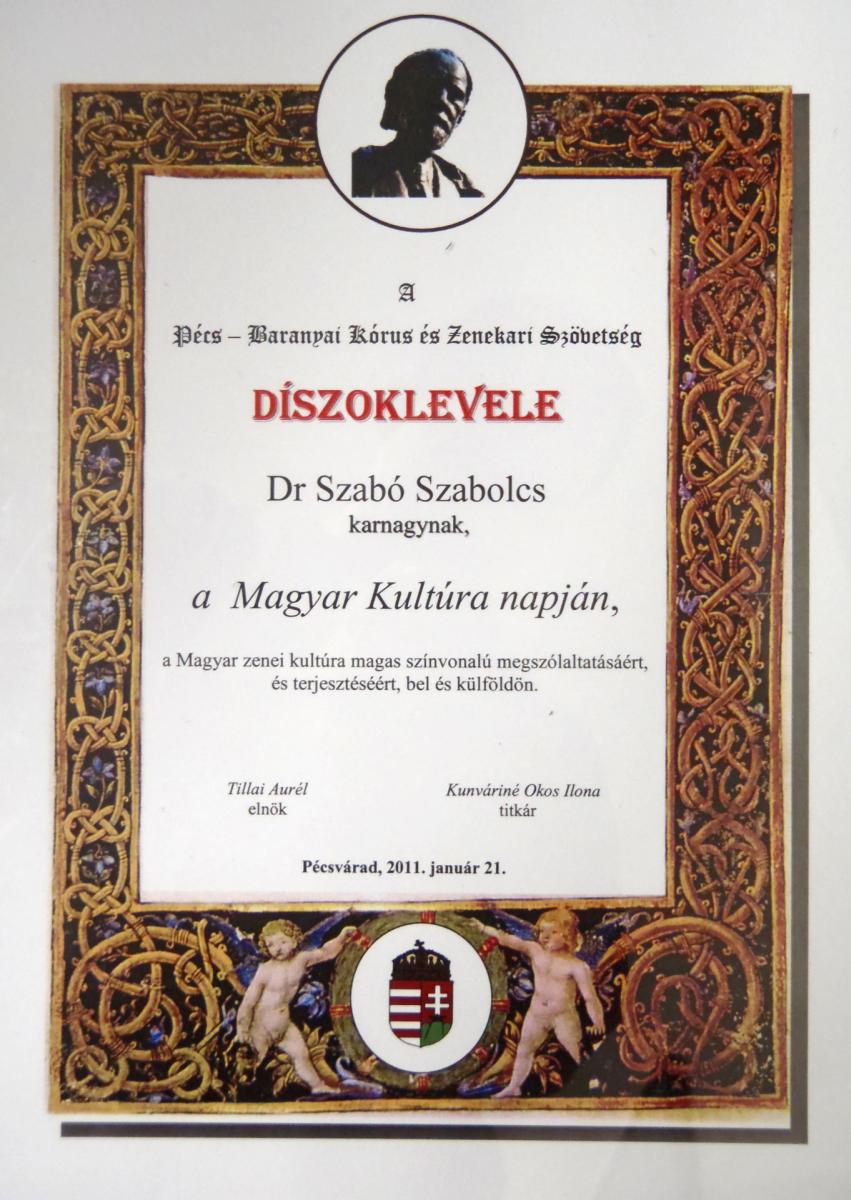 A
Pécs – Baranyai Kórus és Zenekari Szövetség
DÍSZOKLEVELE
Dr Szabó Szabolcs
karnagynak,
a Magyar Kultúra napján,
a Magyar zenei kultúra magas színvonalú megszólaltatásáért,
és terjesztéséért, bel és külföldön.
Tillai Aurél
elnök
Kunváriné Okos Ilona
titkár
Pécsvárad, 2011. január 21.